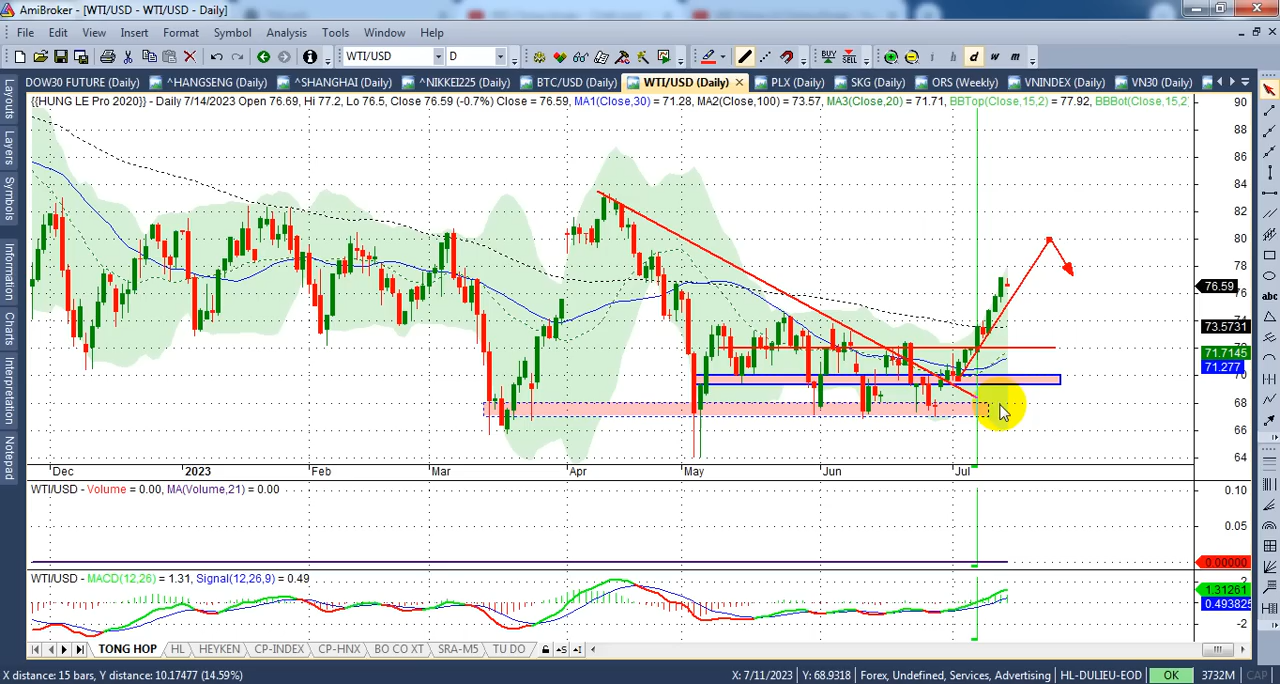 AmiBroker - [WTI/USD - WTI/USD - Daily]
File Edit View Insert Format Symbol Analysis Tools Window Help
WTI/USD D BUY SELL i h d w m
DOW30 FUTURE (Daily) ^HANGSENG (Daily) ^SHANGHAI (Daily) ^NIKKEI225 (Daily) BTC/USD (Daily) WTI/USD (Daily) PLX (Daily) SKG (Daily) ORS (Weekly) VNINDEX (Daily) VN30 (Daily)
{{HUNG LE Pro 2020}} - Daily 7/14/2023 Open 76.69, Hi 77.2, Lo 76.5, Close 76.59 (-0.7%) Close = 76.59, MA1(Close,30) = 71.28, MA2(Close,100) = 73.57, MA3(Close,20) = 71.71, BBTop(Close,15,2) = 77.92, BBBot(Close,15,2
Layouts
Layers
Symbols
Information
Charts
Interpretation
Notepad
abc
90
88
86
84
82
80
78
76.59
76
74
73.5731
71.7145
71.277
70
68
66
64
Dec 2023 Feb Mar Apr May Jun Jul
WTI/USD - Volume = 0.00, MA(Volume,21) = 0.00
0.10
0.05
0.00000
WTI/USD - MACD(12,26) = 1.31, Signal(12,26,9) = 0.49
2
1.31261
0.493825
-2
TONG HOP HL HEYKEN CP-INDEX CP-HNX BO CO XT SRA-M5 TU DO
X distance: 15 bars, Y distance: 10.17477 (14.59%) X: 7/11/2023 Y: 68.9318 Forex, Undefined, Services, Advertising HL-DULIEU-EOD OK 3732M CAP